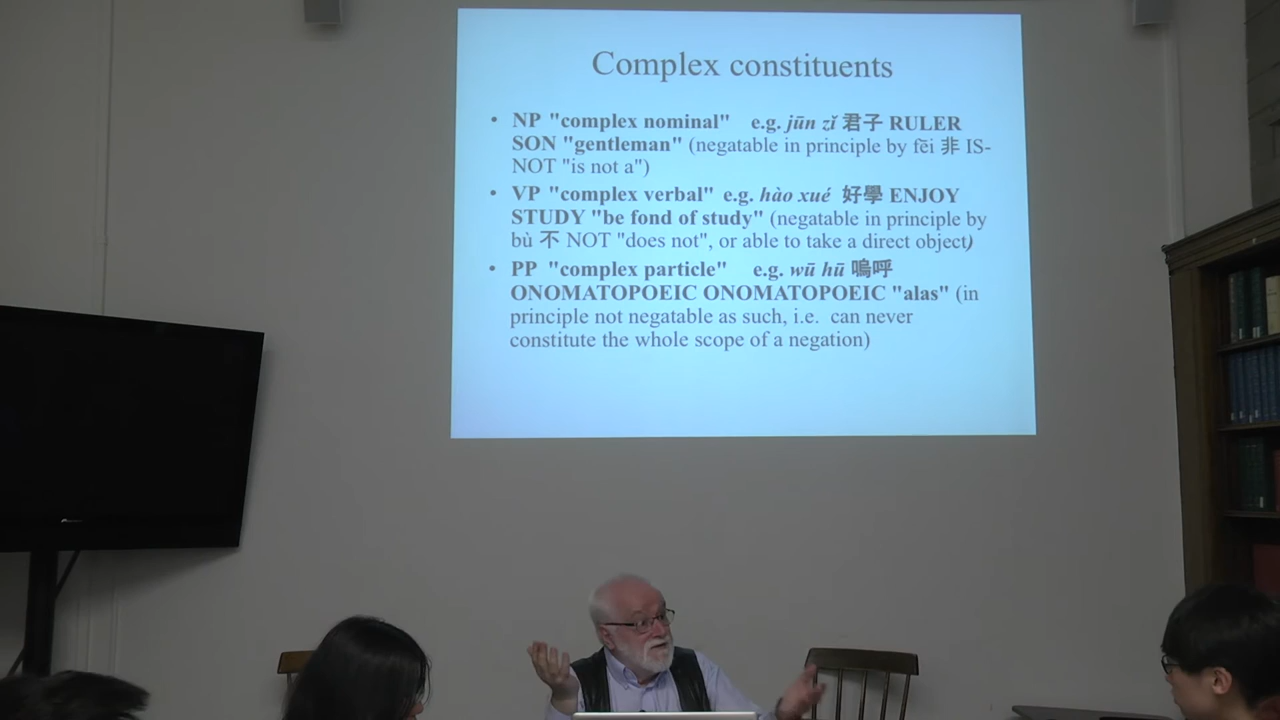 Complex constituents
• NP "complex nominal" e.g. jūn zǐ 君子 RULER
SON "gentleman" (negatable in principle by fēi 非 IS-
NOT "is not a")
• VP "complex verbal" e.g. hào xué 好學 ENJOY
STUDY "be fond of study" (negatable in principle by
bù 不 NOT "does not", or able to take a direct object)
• PP "complex particle" e.g. wū hū 嗚呼
ONOMATOPOEIC ONOMATOPOEIC "alas" (in
principle not negatable as such, i.e. can never
constitute the whole scope of a negation)